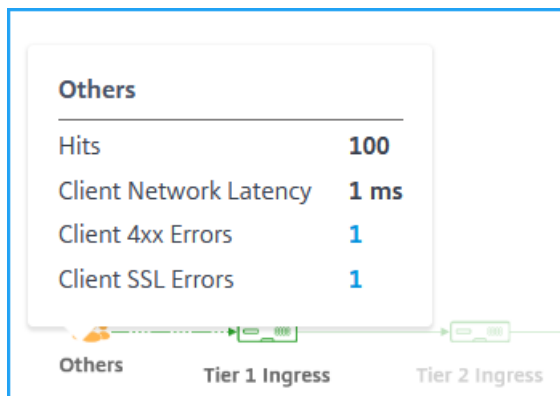 Others
Hits 100
Client Network Latency 1 ms
Client 4xx Errors 1
Client SSL Errors 1
Others
Tier 1 Ingress
Tier 2 Ingress